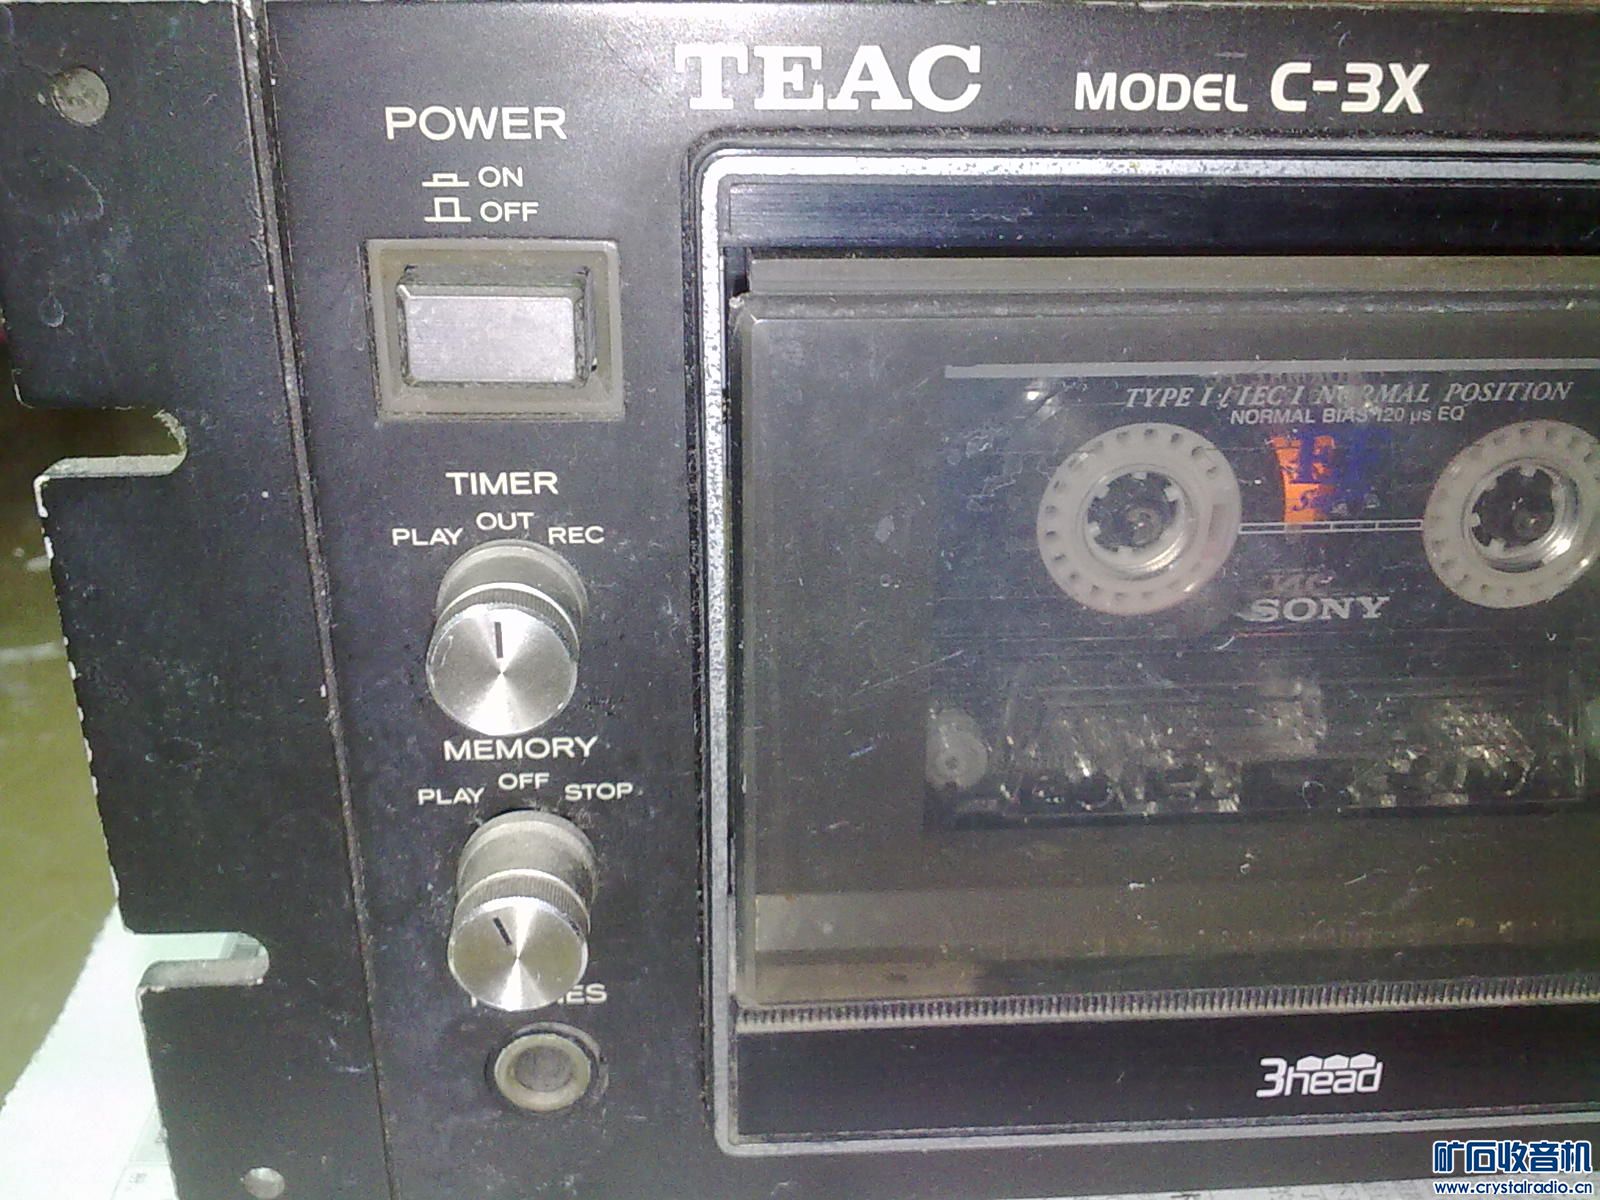 TEAC
MODEL C-3X
POWER
ON
OFF
TYPE I / IEC I NORMAL POSITION
NORMAL BIAS 120 µs EQ
EF
SONY
TIMER
PLAY OUT REC
MEMORY
PLAY OFF STOP
3head
矿石收音机
www.crystalradio.cn